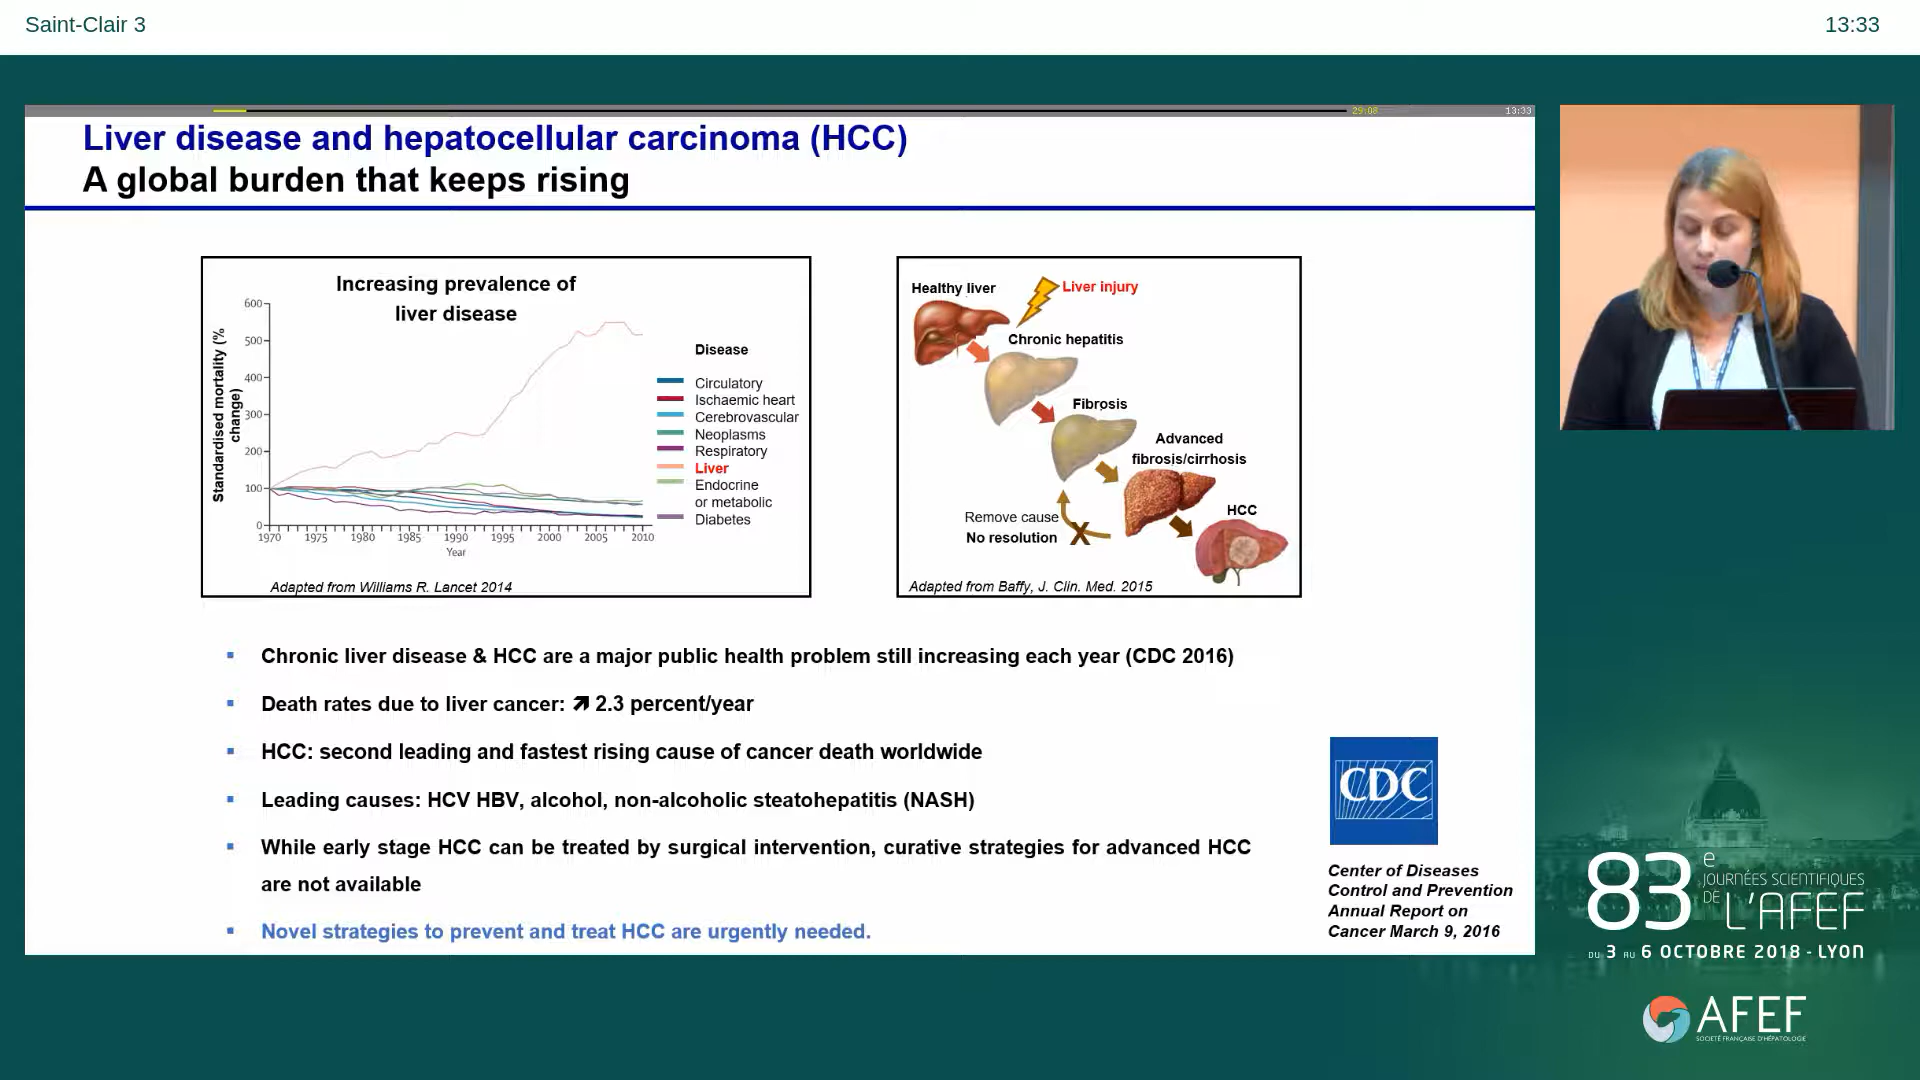 Saint-Clair 3
13:33
29:08
13:33
Liver disease and hepatocellular carcinoma (HCC)
A global burden that keeps rising
Increasing prevalence of
liver disease
Standardised mortality (%
change)
600
500
400
300
200
100
0
1970 1975 1980 1985 1990 1995 2000 2005 2010
Year
Disease
Circulatory
Ischaemic heart
Cerebrovascular
Neoplasms
Respiratory
Liver
Endocrine
or metabolic
Diabetes
Adapted from Williams R. Lancet 2014
Healthy liver
Liver injury
Chronic hepatitis
Fibrosis
Advanced
fibrosis/cirrhosis
HCC
Remove cause
No resolution
X
Adapted from Baffy, J. Clin. Med. 2015
Chronic liver disease & HCC are a major public health problem still increasing each year (CDC 2016)
Death rates due to liver cancer: ↗ 2.3 percent/year
HCC: second leading and fastest rising cause of cancer death worldwide
Leading causes: HCV HBV, alcohol, non-alcoholic steatohepatitis (NASH)
While early stage HCC can be treated by surgical intervention, curative strategies for advanced HCC
are not available
Novel strategies to prevent and treat HCC are urgently needed.
CDC
Center of Diseases
Control and Prevention
Annual Report on
Cancer March 9, 2016
83e JOURNÉES SCIENTIFIQUES
DE L'AFEF
DU 3 AU 6 OCTOBRE 2018 - LYON
AFEF
SOCIÉTÉ FRANÇAISE D'HÉPATOLOGIE